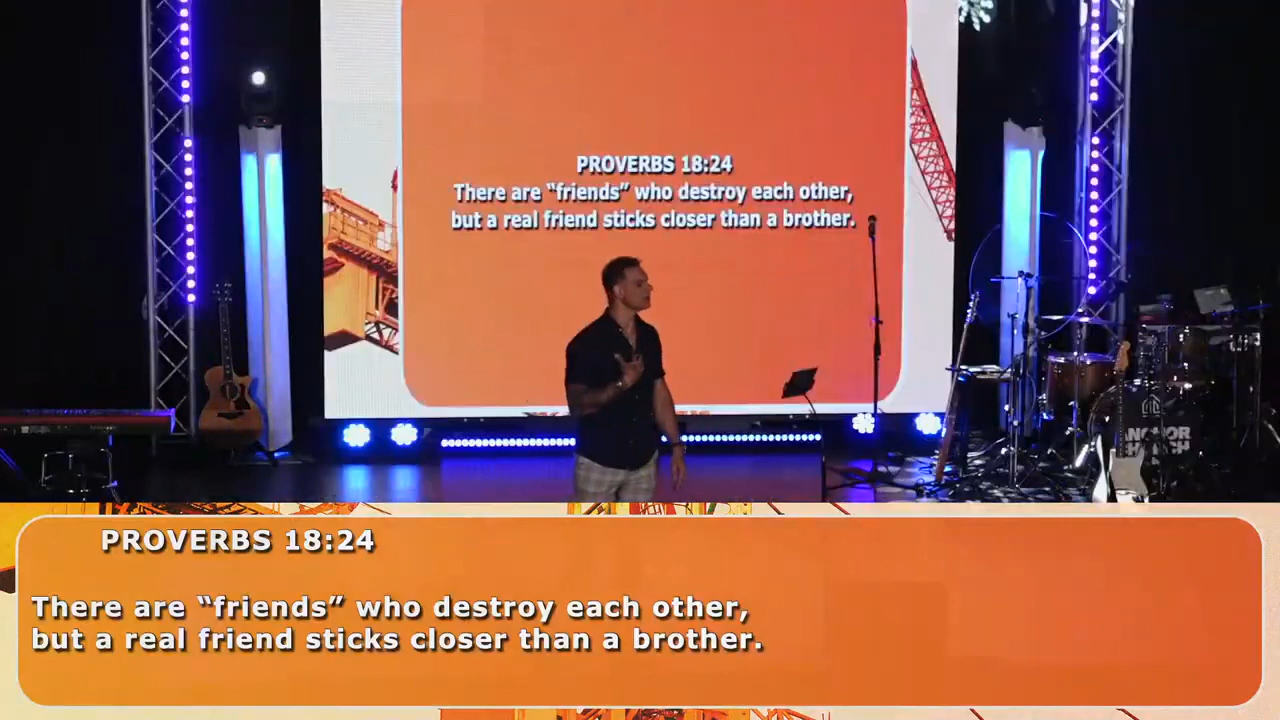 PROVERBS 18:24
There are “friends” who destroy each other,
but a real friend sticks closer than a brother.
PROVERBS 18:24
There are “friends” who destroy each other,
but a real friend sticks closer than a brother.